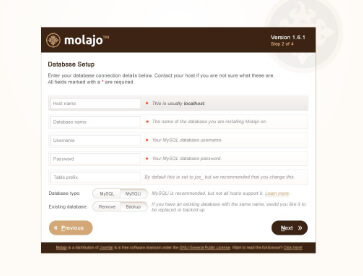 molajo™
Version 1.6.1
Step 2 of 4
Database Setup
Enter your database connection details below. Contact your host if you are not sure what these are.
All fields marked with a * are required.
Host name
* This is usually localhost.
Database name
* The name of the database you are installing Molajo on.
Username
* Your MySQL database username.
Password
* Your MySQL database password.
Table prefix
By default this is set to jos_, but we recommended that you change this.
Database type:
MySQL
MySQLi
MySQLi is recommended, but not all hosts support it. Learn more.
Existing database:
Remove
Backup
If you have an existing database with the same name, would you like it to
be replaced or backed up.
« Previous
Next »
Molajo is a distribution of Joomla! is a free software released under the GNU General Public License. Want to read the full licence? Click here!